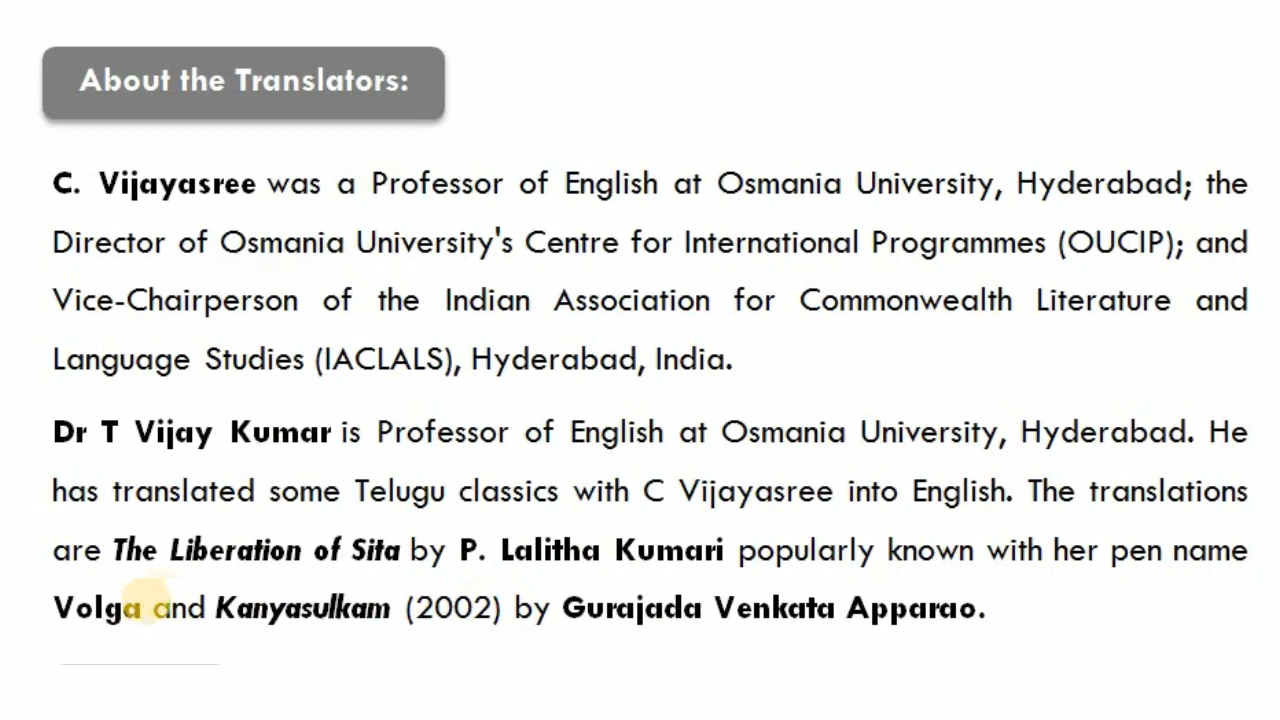 About the Translators:
C. Vijayasree was a Professor of English at Osmania University, Hyderabad; the
Director of Osmania University's Centre for International Programmes (OUCIP); and
Vice-Chairperson of the Indian Association for Commonwealth Literature and
Language Studies (IACLALS), Hyderabad, India.
Dr T Vijay Kumar is Professor of English at Osmania University, Hyderabad. He
has translated some Telugu classics with C Vijayasree into English. The translations
are The Liberation of Sita by P. Lalitha Kumari popularly known with her pen name
Volga and Kanyasulkam (2002) by Gurajada Venkata Apparao.